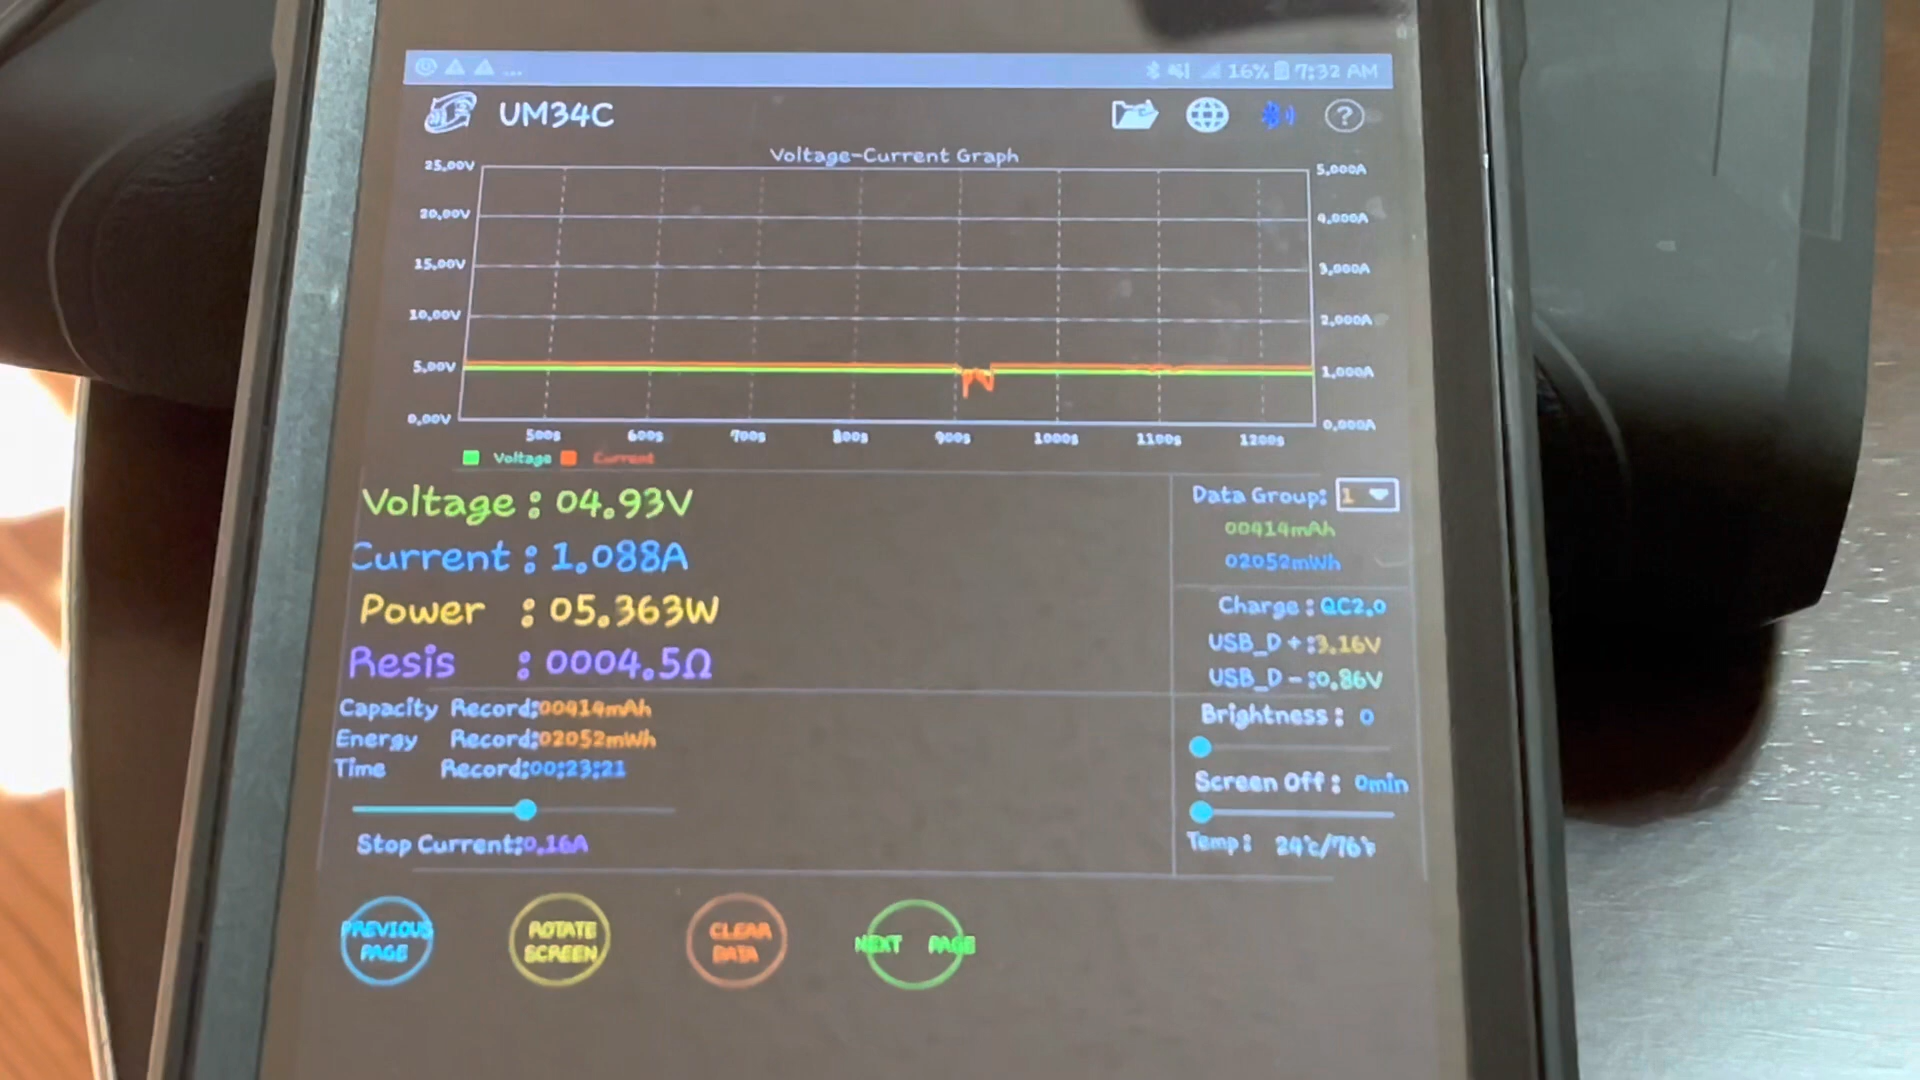 ... 16% 7:32 AM
UM34C ?
Voltage-Current Graph
25.00V 5.000A
20.00V 4.000A
15.00V 3.000A
10.00V 2.000A
5.00V 1.000A
0.00V 0.000A
500s 600s 700s 800s 900s 1000s 1100s 1200s
Voltage Current
Voltage : 04.93V
Current : 1.088A
Power : 05.363W
Resis : 0004.5Ω
Capacity Record:00414mAh
Energy Record:02052mWh
Time Record:00:23:21
Stop Current:0.16A
Data Group: 1
00414mAh
02052mWh
Charge : QC2.0
USB_D + :3.16V
USB_D - :0.86V
Brightness : 0
Screen Off : 0min
Temp : 24℃/76℉
PREVIOUS PAGE
ROTATE SCREEN
CLEAR DATA
NEXT PAGE